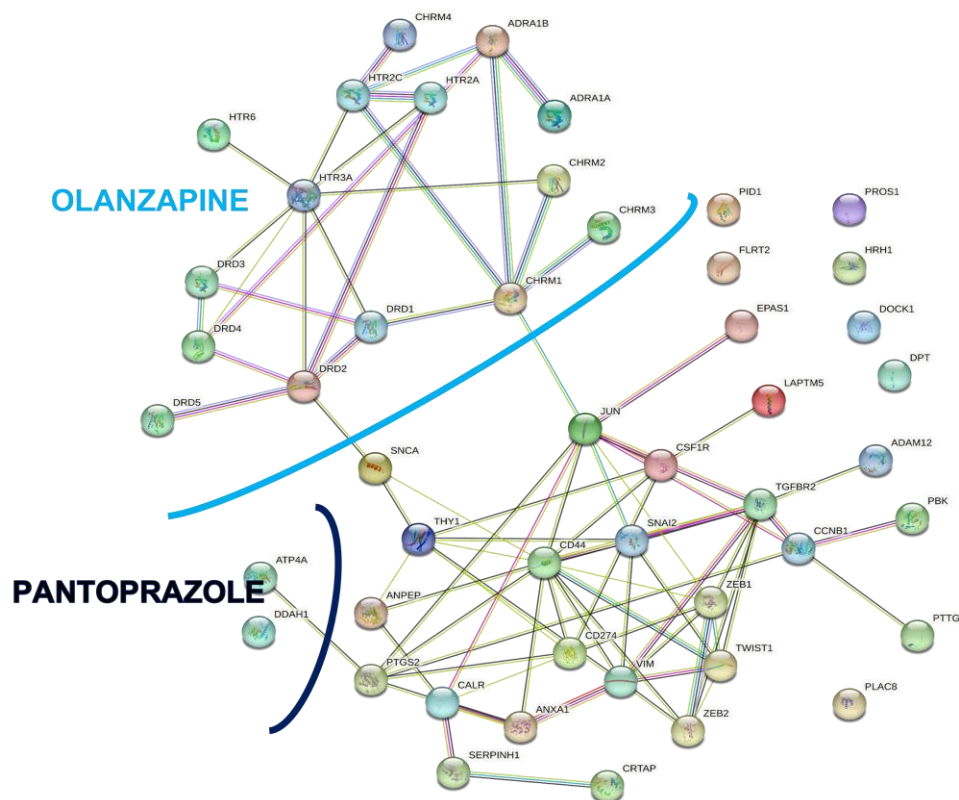 CHRM4
ADRA1B
HTR2C
HTR2A
ADRA1A
HTR6
CHRM2
HTR3A
OLANZAPINE
PID1
PROS1
CHRM3
FLRT2
HRH1
DRD3
CHRM1
DRD1
EPAS1
DOCK1
DRD4
DPT
DRD2
LAPTM5
DRD5
JUN
CSF1R
SNCA
ADAM12
TGFBR2
PBK
THY1
SNAI2
CCNB1
CD44
ATP4A
PANTOPRAZOLE
ZEB1
ANPEP
DDAH1
PTTG
CD274
TWIST1
PTGS2
VIM
CALR
PLAC8
ANXA1
ZEB2
SERPINH1
CRTAP